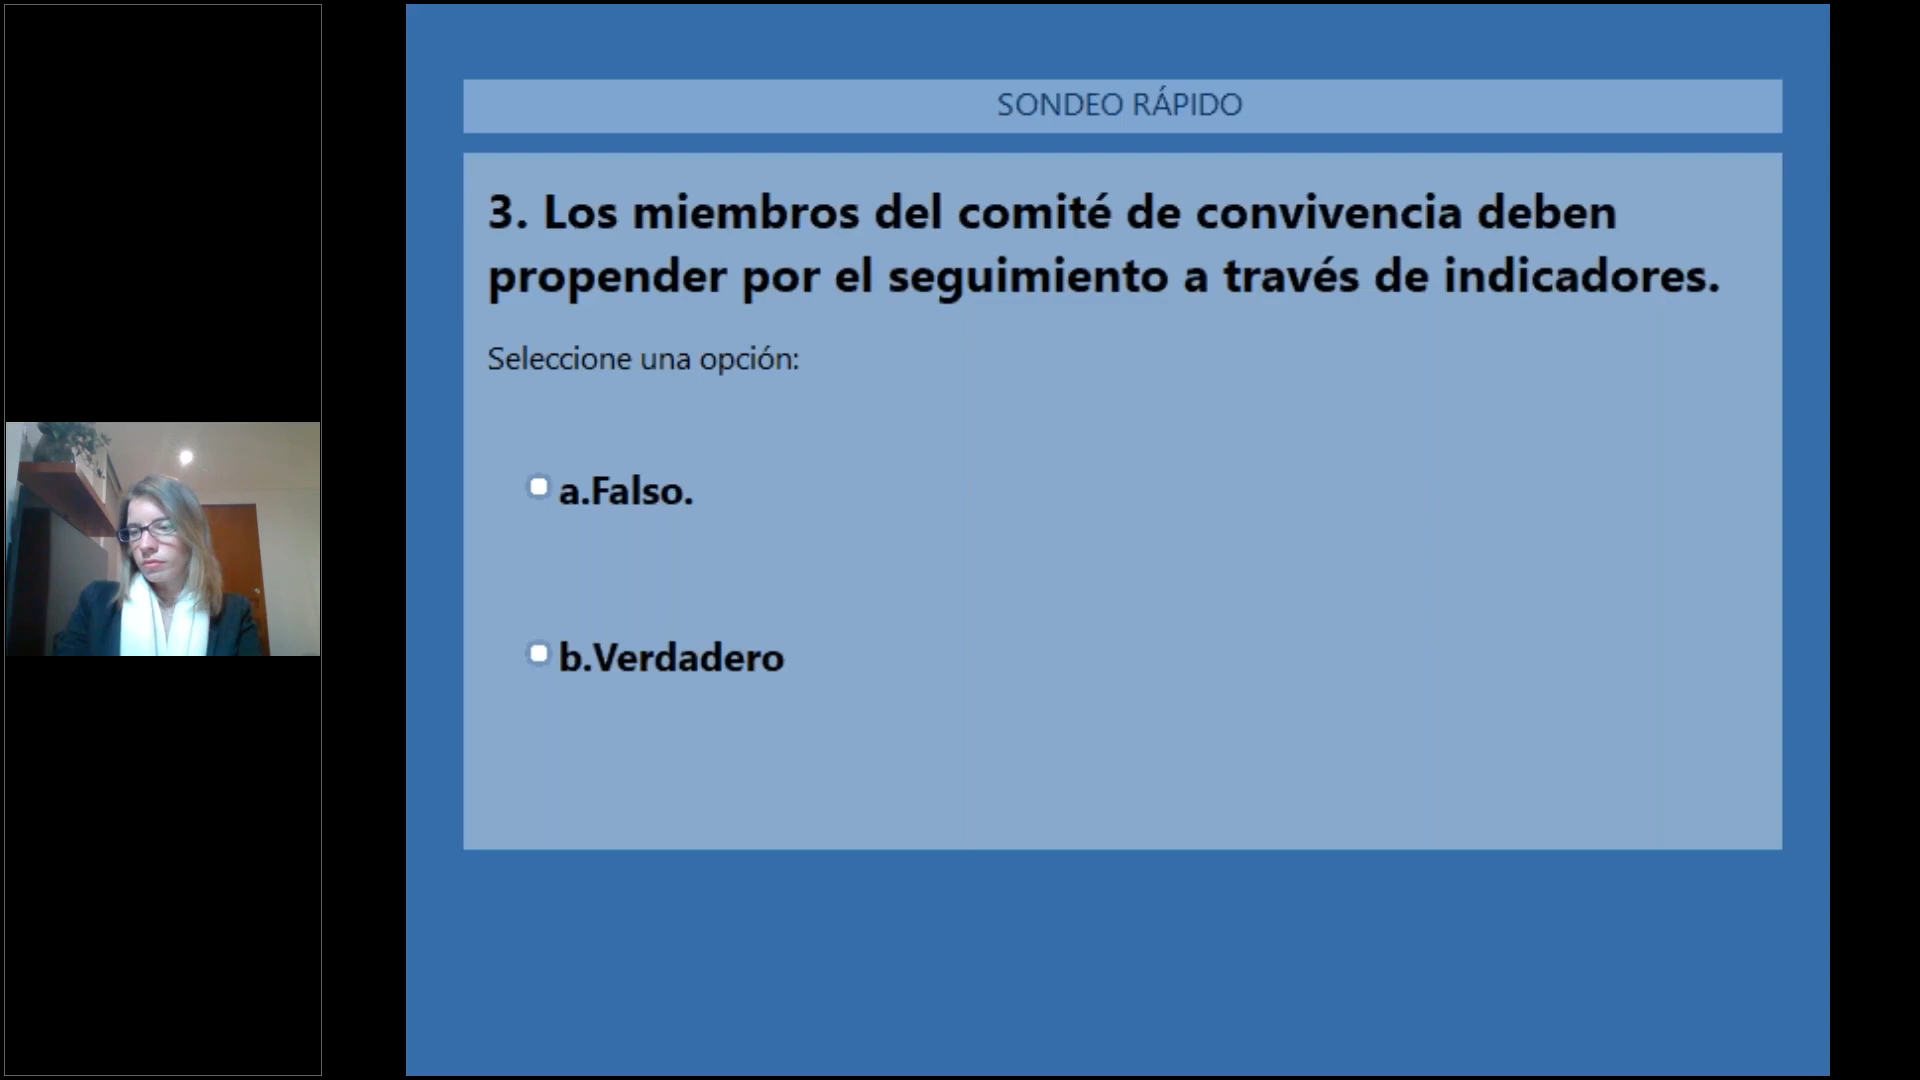 SONDEO RÁPIDO
3. Los miembros del comité de convivencia deben
propender por el seguimiento a través de indicadores.
Seleccione una opción:
a.Falso.
b.Verdadero